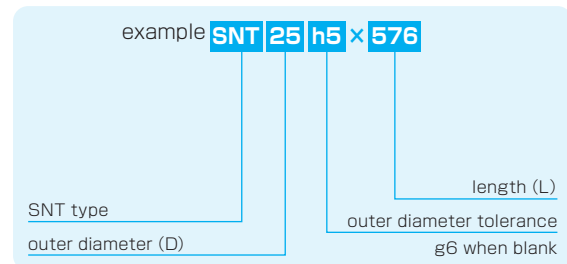 example SNT 25 h5 × 576
length (L)
SNT type
outer diameter tolerance
outer diameter (D)
g6 when blank